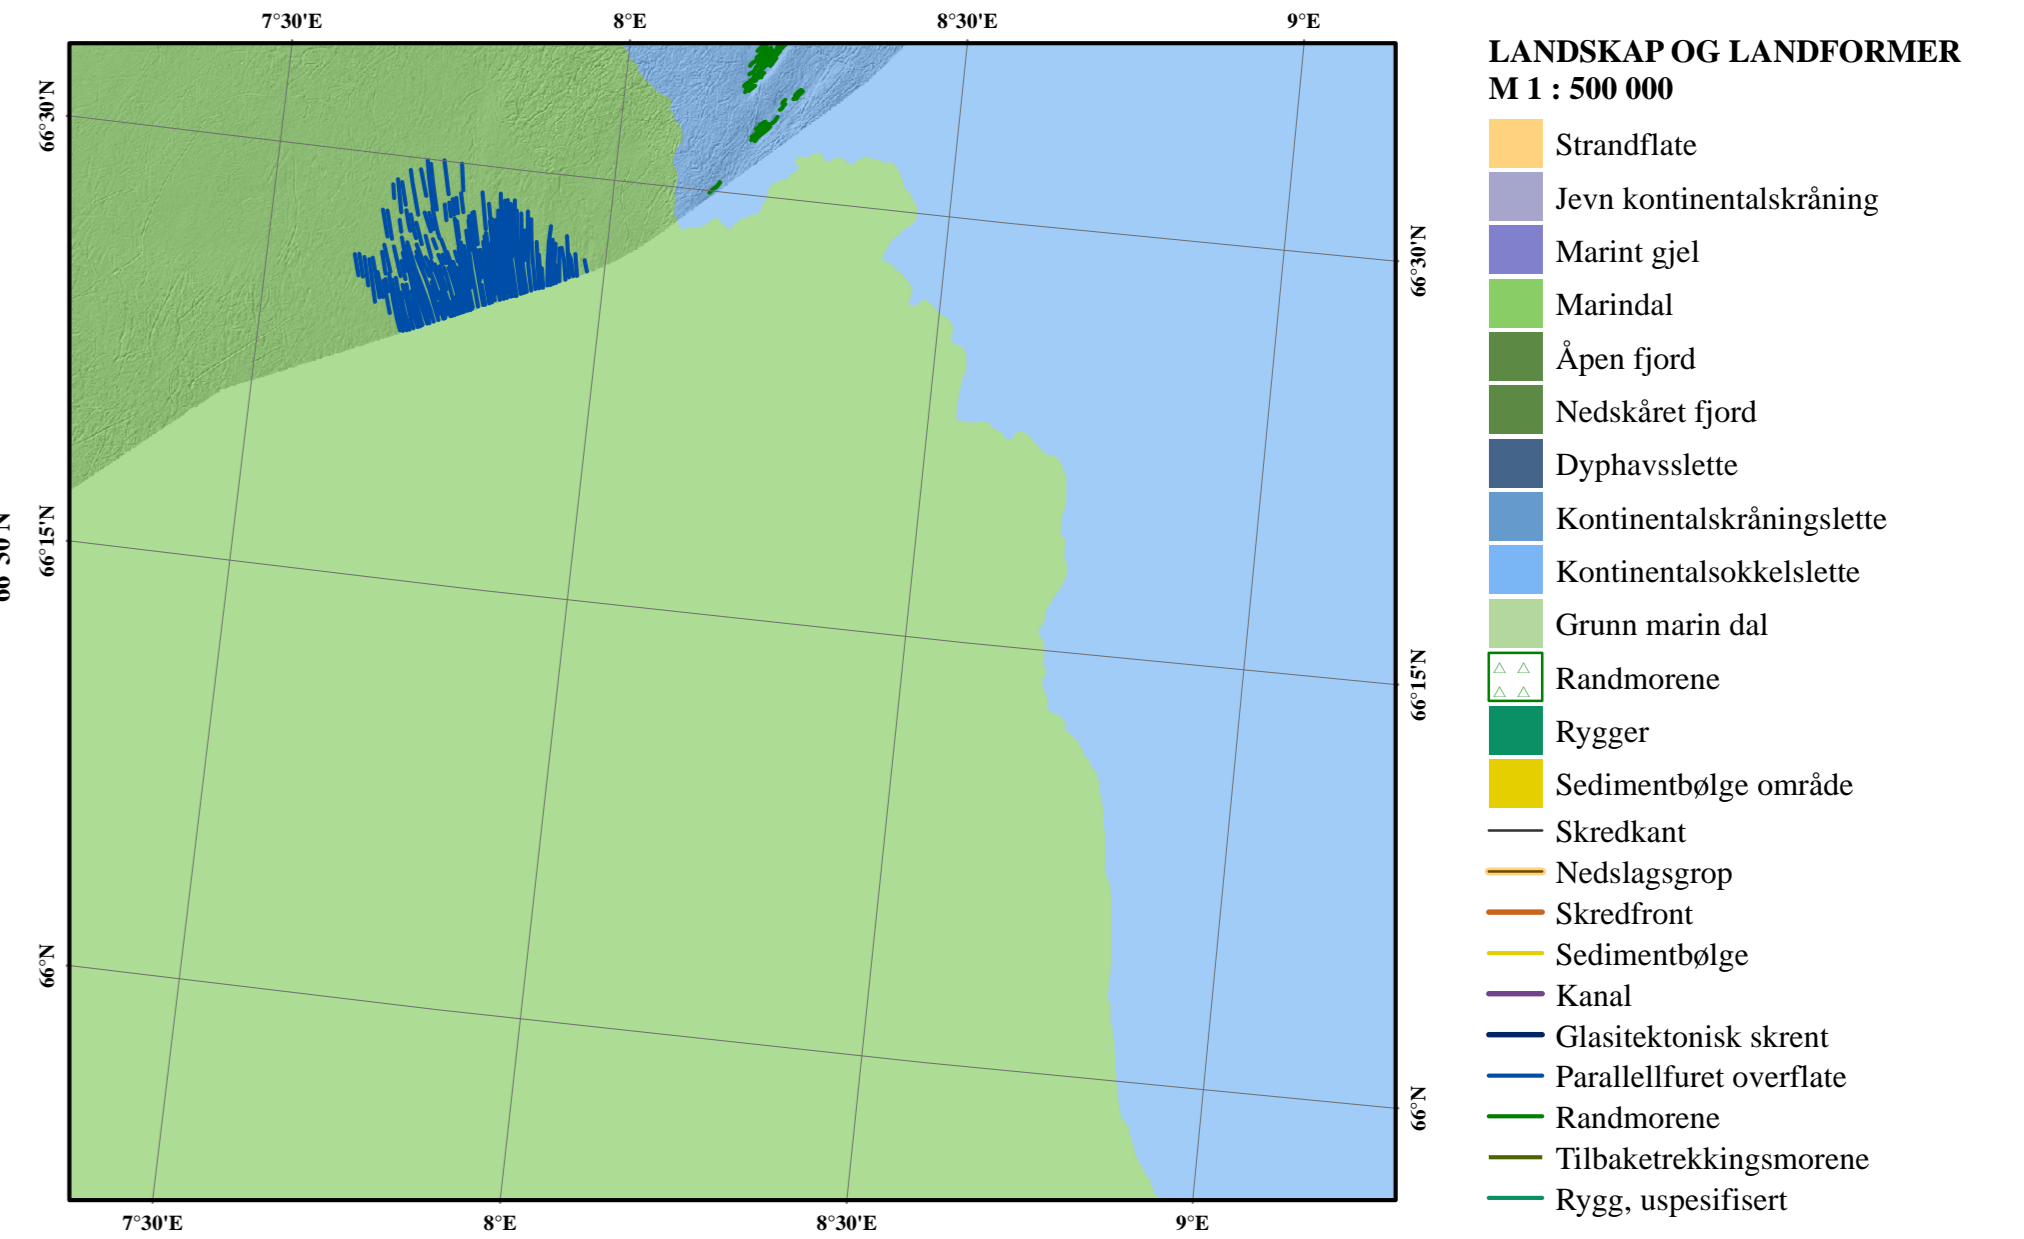 7°30'E 8°E 8°30'E 9°E
66°30'N
66°15'N
66°N
66°30'N
66°15'N
66°N
7°30'E 8°E 8°30'E 9°E
LANDSKAP OG LANDFORMER
M 1 : 500 000
Strandflate
Jevn kontinentalskråning
Marint gjel
Marindal
Åpen fjord
Nedskåret fjord
Dyphavsslette
Kontinentalskråningslette
Kontinentalsokkelslette
Grunn marin dal
Randmorene
Rygger
Sedimentbølge område
Skredkant
Nedslagsgrop
Skredfront
Sedimentbølge
Kanal
Glasitektonisk skrent
Parallellfuret overflate
Randmorene
Tilbaketrekkingsmorene
Rygg, uspesifisert